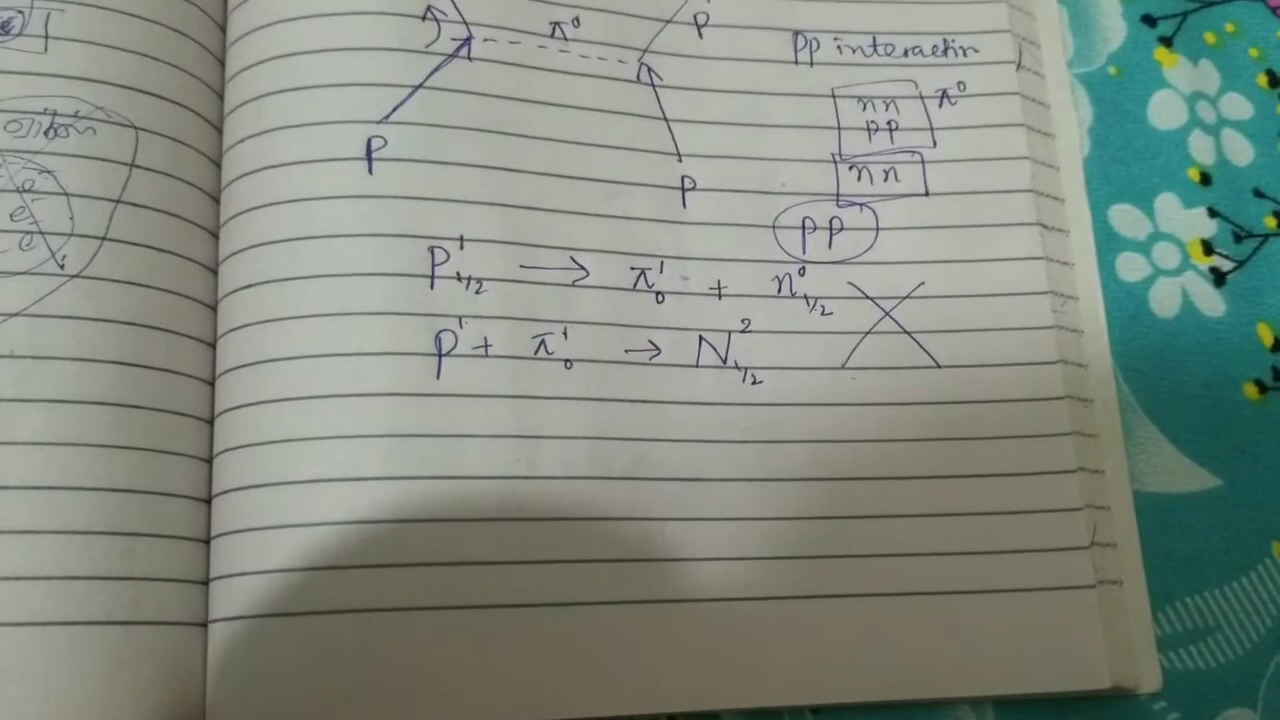 π⁰
P
PP interactin
P
P
nn π⁰
PP
nn
PP
P¹₁/₂ → π¹₀ + n⁰₁/₂
P¹ + π¹₀ → N²₁/₂
e⁻
e⁻
e⁻